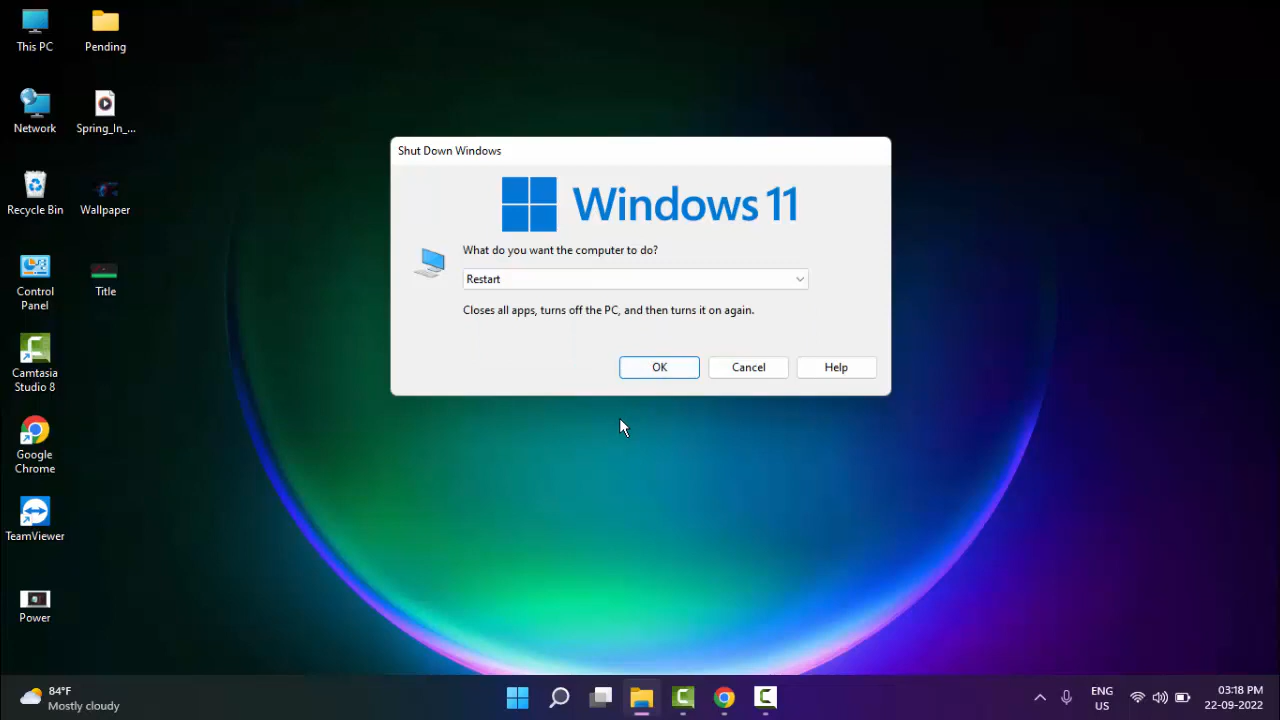 This PC
Pending
Network
Spring_In_...
Recycle Bin
Wallpaper
Control
Panel
Title
Camtasia
Studio 8
Google
Chrome
TeamViewer
Power
Shut Down Windows
Windows 11
What do you want the computer to do?
Restart
Closes all apps, turns off the PC, and then turns it on again.
OK
Cancel
Help
84°F
Mostly cloudy
ENG
US
03:18 PM
22-09-2022